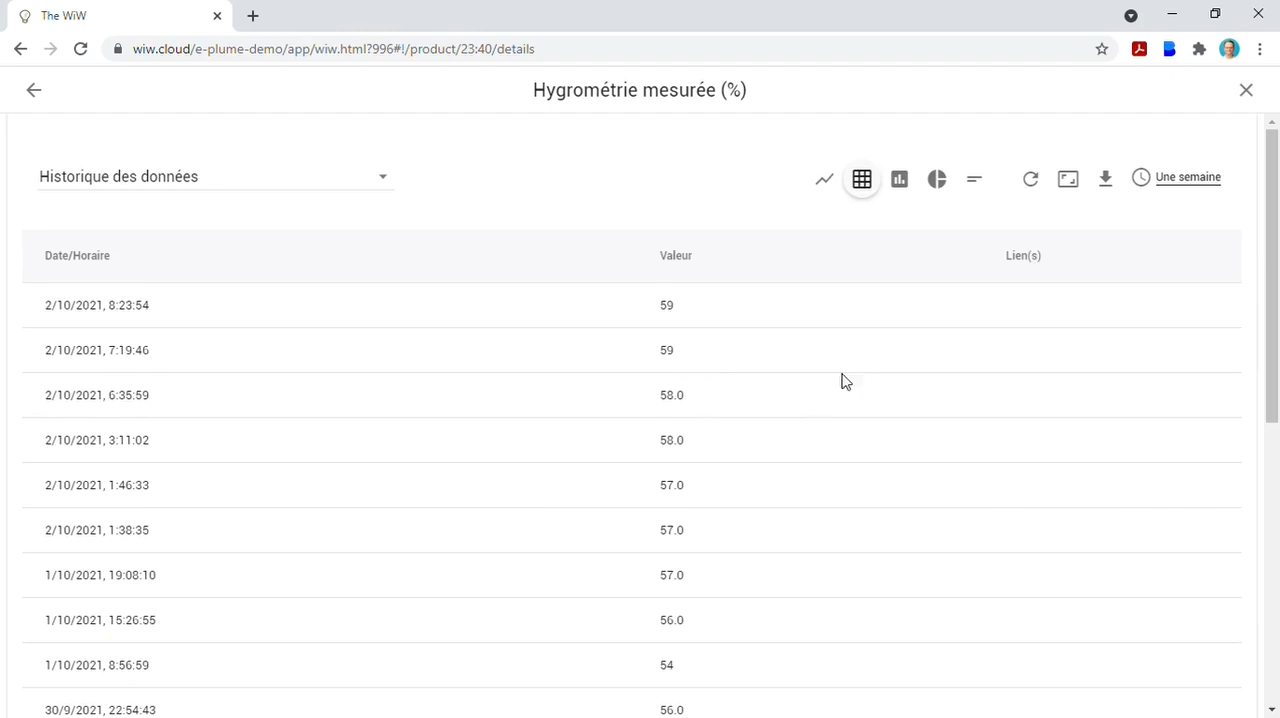 The WiW
wiw.cloud/e-plume-demo/app/wiw.html?996#!/product/23:40/details
Hygrométrie mesurée (%)
Historique des données
Une semaine
Date/Horaire Valeur Lien(s)
2/10/2021, 8:23:54 59
2/10/2021, 7:19:46 59
2/10/2021, 6:35:59 58.0
2/10/2021, 3:11:02 58.0
2/10/2021, 1:46:33 57.0
2/10/2021, 1:38:35 57.0
1/10/2021, 19:08:10 57.0
1/10/2021, 15:26:55 56.0
1/10/2021, 8:56:59 54
30/9/2021, 22:54:43 56.0